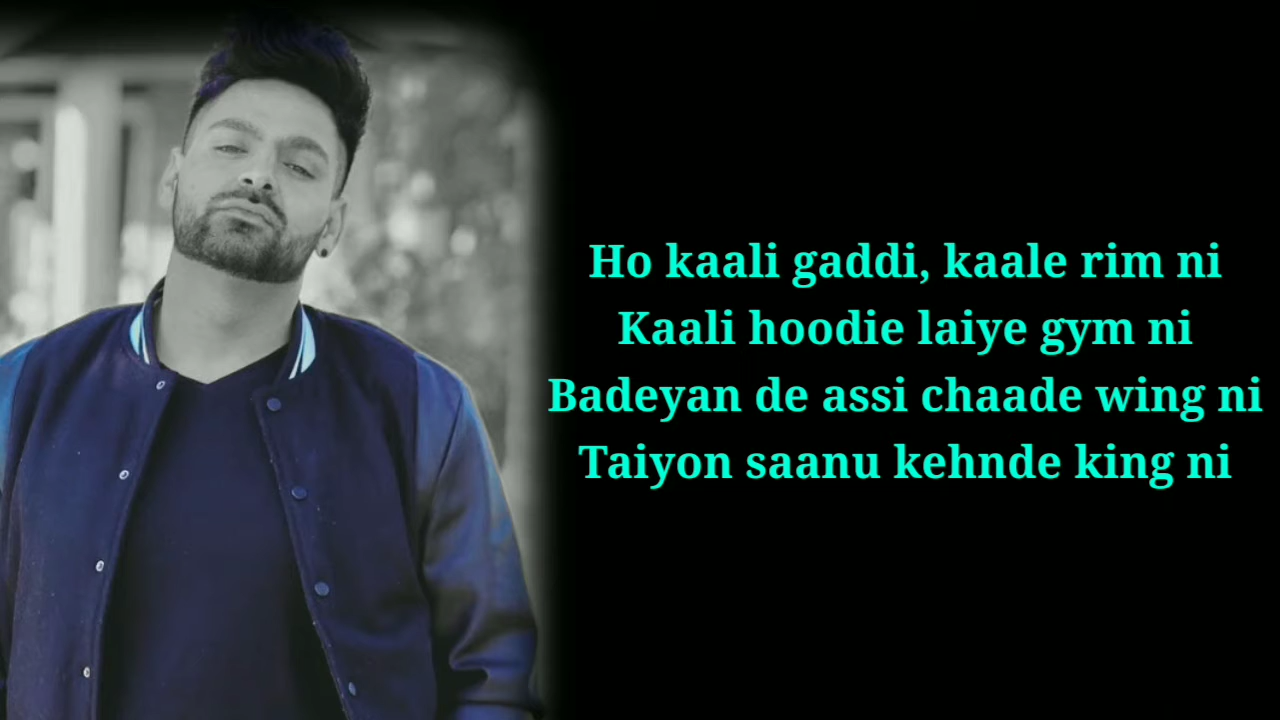 Ho kaali gaddi, kaale rim ni
Kaali hoodie laiye gym ni
Badeyan de assi chaade wing ni
Taiyon saanu kehnde king ni